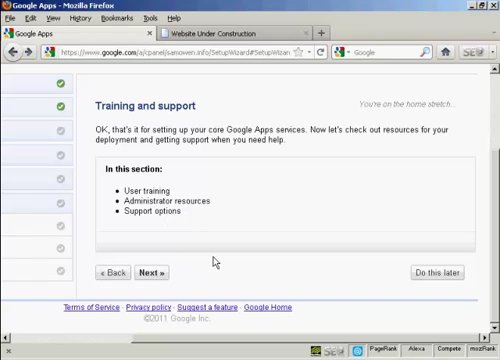 Google Apps - Mozilla Firefox
File Edit View History Bookmarks Tools Help
Google Apps
Website Under Construction
https://www.google.com/a/cpanel/samowen.info/SetupWizard#SetupWizard
Google
Training and support
You're on the home stretch...
OK, that's it for setting up your core Google Apps services. Now let's check out resources for your
deployment and getting support when you need help.
In this section:
• User training
• Administrator resources
• Support options
« Back
Next »
Do this later
Terms of Service - Privacy policy - Suggest a feature - Google Home
©2011 Google Inc.
PageRank
Alexa
Compete
mozRank